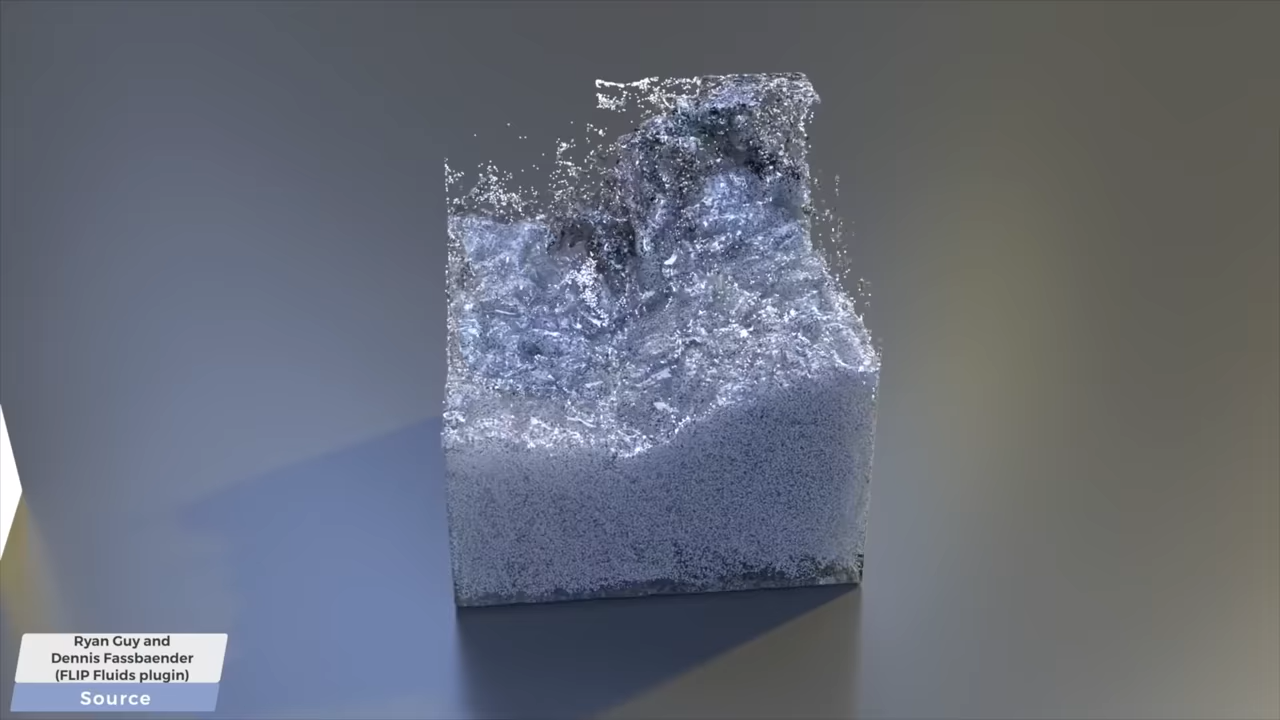 Ryan Guy and
Dennis Fassbaender
(FLIP Fluids plugin)
Source